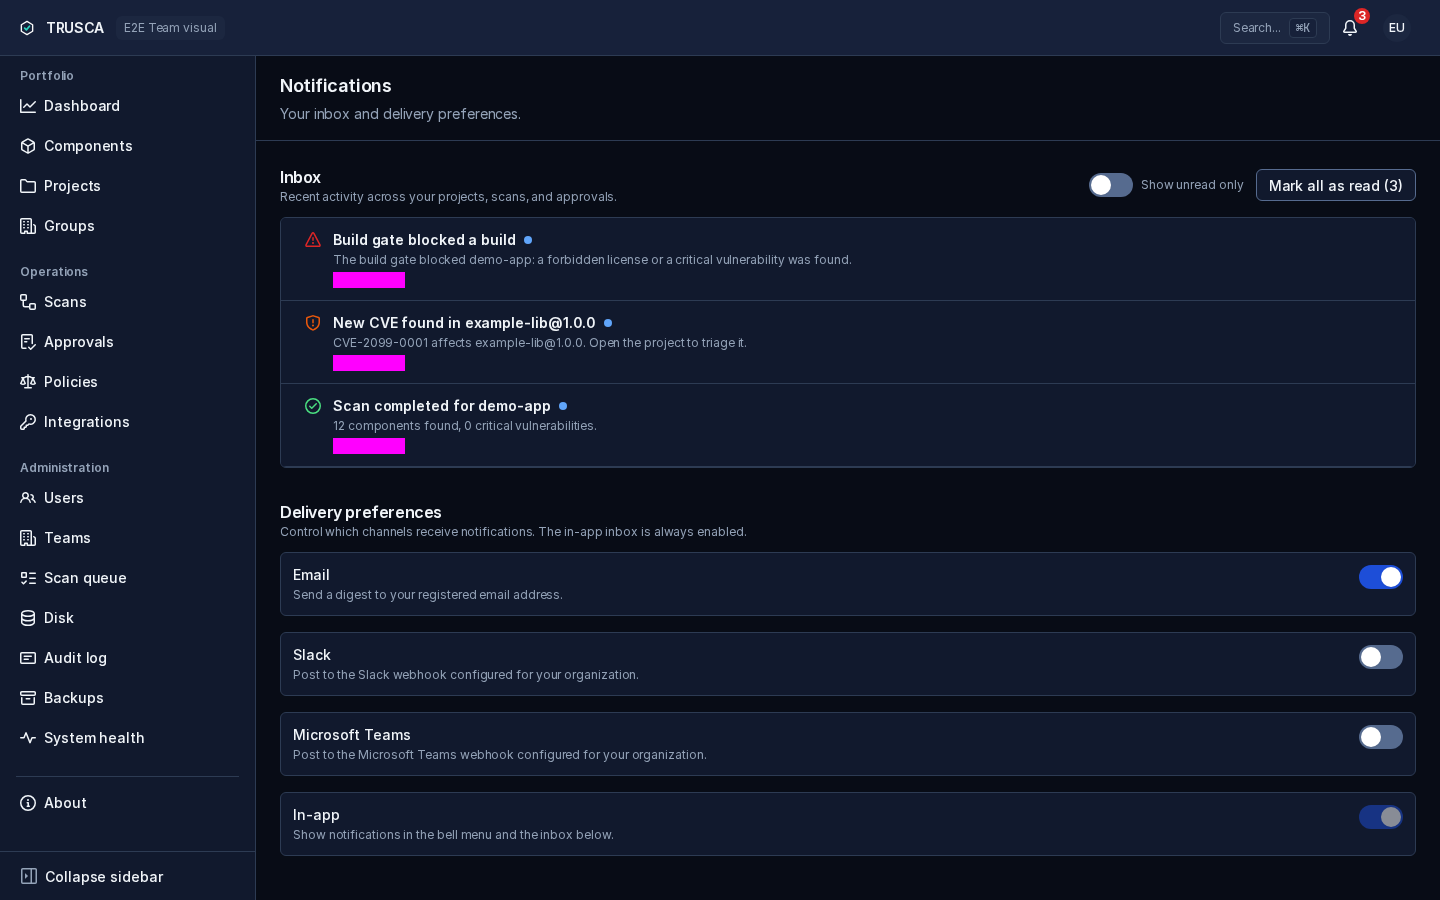 TRUSCA
E2E Team visual
Search...
⌘K
3
EU
Portfolio
Dashboard
Components
Projects
Groups
Operations
Scans
Approvals
Policies
Integrations
Administration
Users
Teams
Scan queue
Disk
Audit log
Backups
System health
About
Collapse sidebar
Notifications
Your inbox and delivery preferences.
Inbox
Recent activity across your projects, scans, and approvals.
Show unread only
Mark all as read (3)
Build gate blocked a build
The build gate blocked demo-app: a forbidden license or a critical vulnerability was found.
New CVE found in example-lib@1.0.0
CVE-2099-0001 affects example-lib@1.0.0. Open the project to triage it.
Scan completed for demo-app
12 components found, 0 critical vulnerabilities.
Delivery preferences
Control which channels receive notifications. The in-app inbox is always enabled.
Email
Send a digest to your registered email address.
Slack
Post to the Slack webhook configured for your organization.
Microsoft Teams
Post to the Microsoft Teams webhook configured for your organization.
In-app
Show notifications in the bell menu and the inbox below.